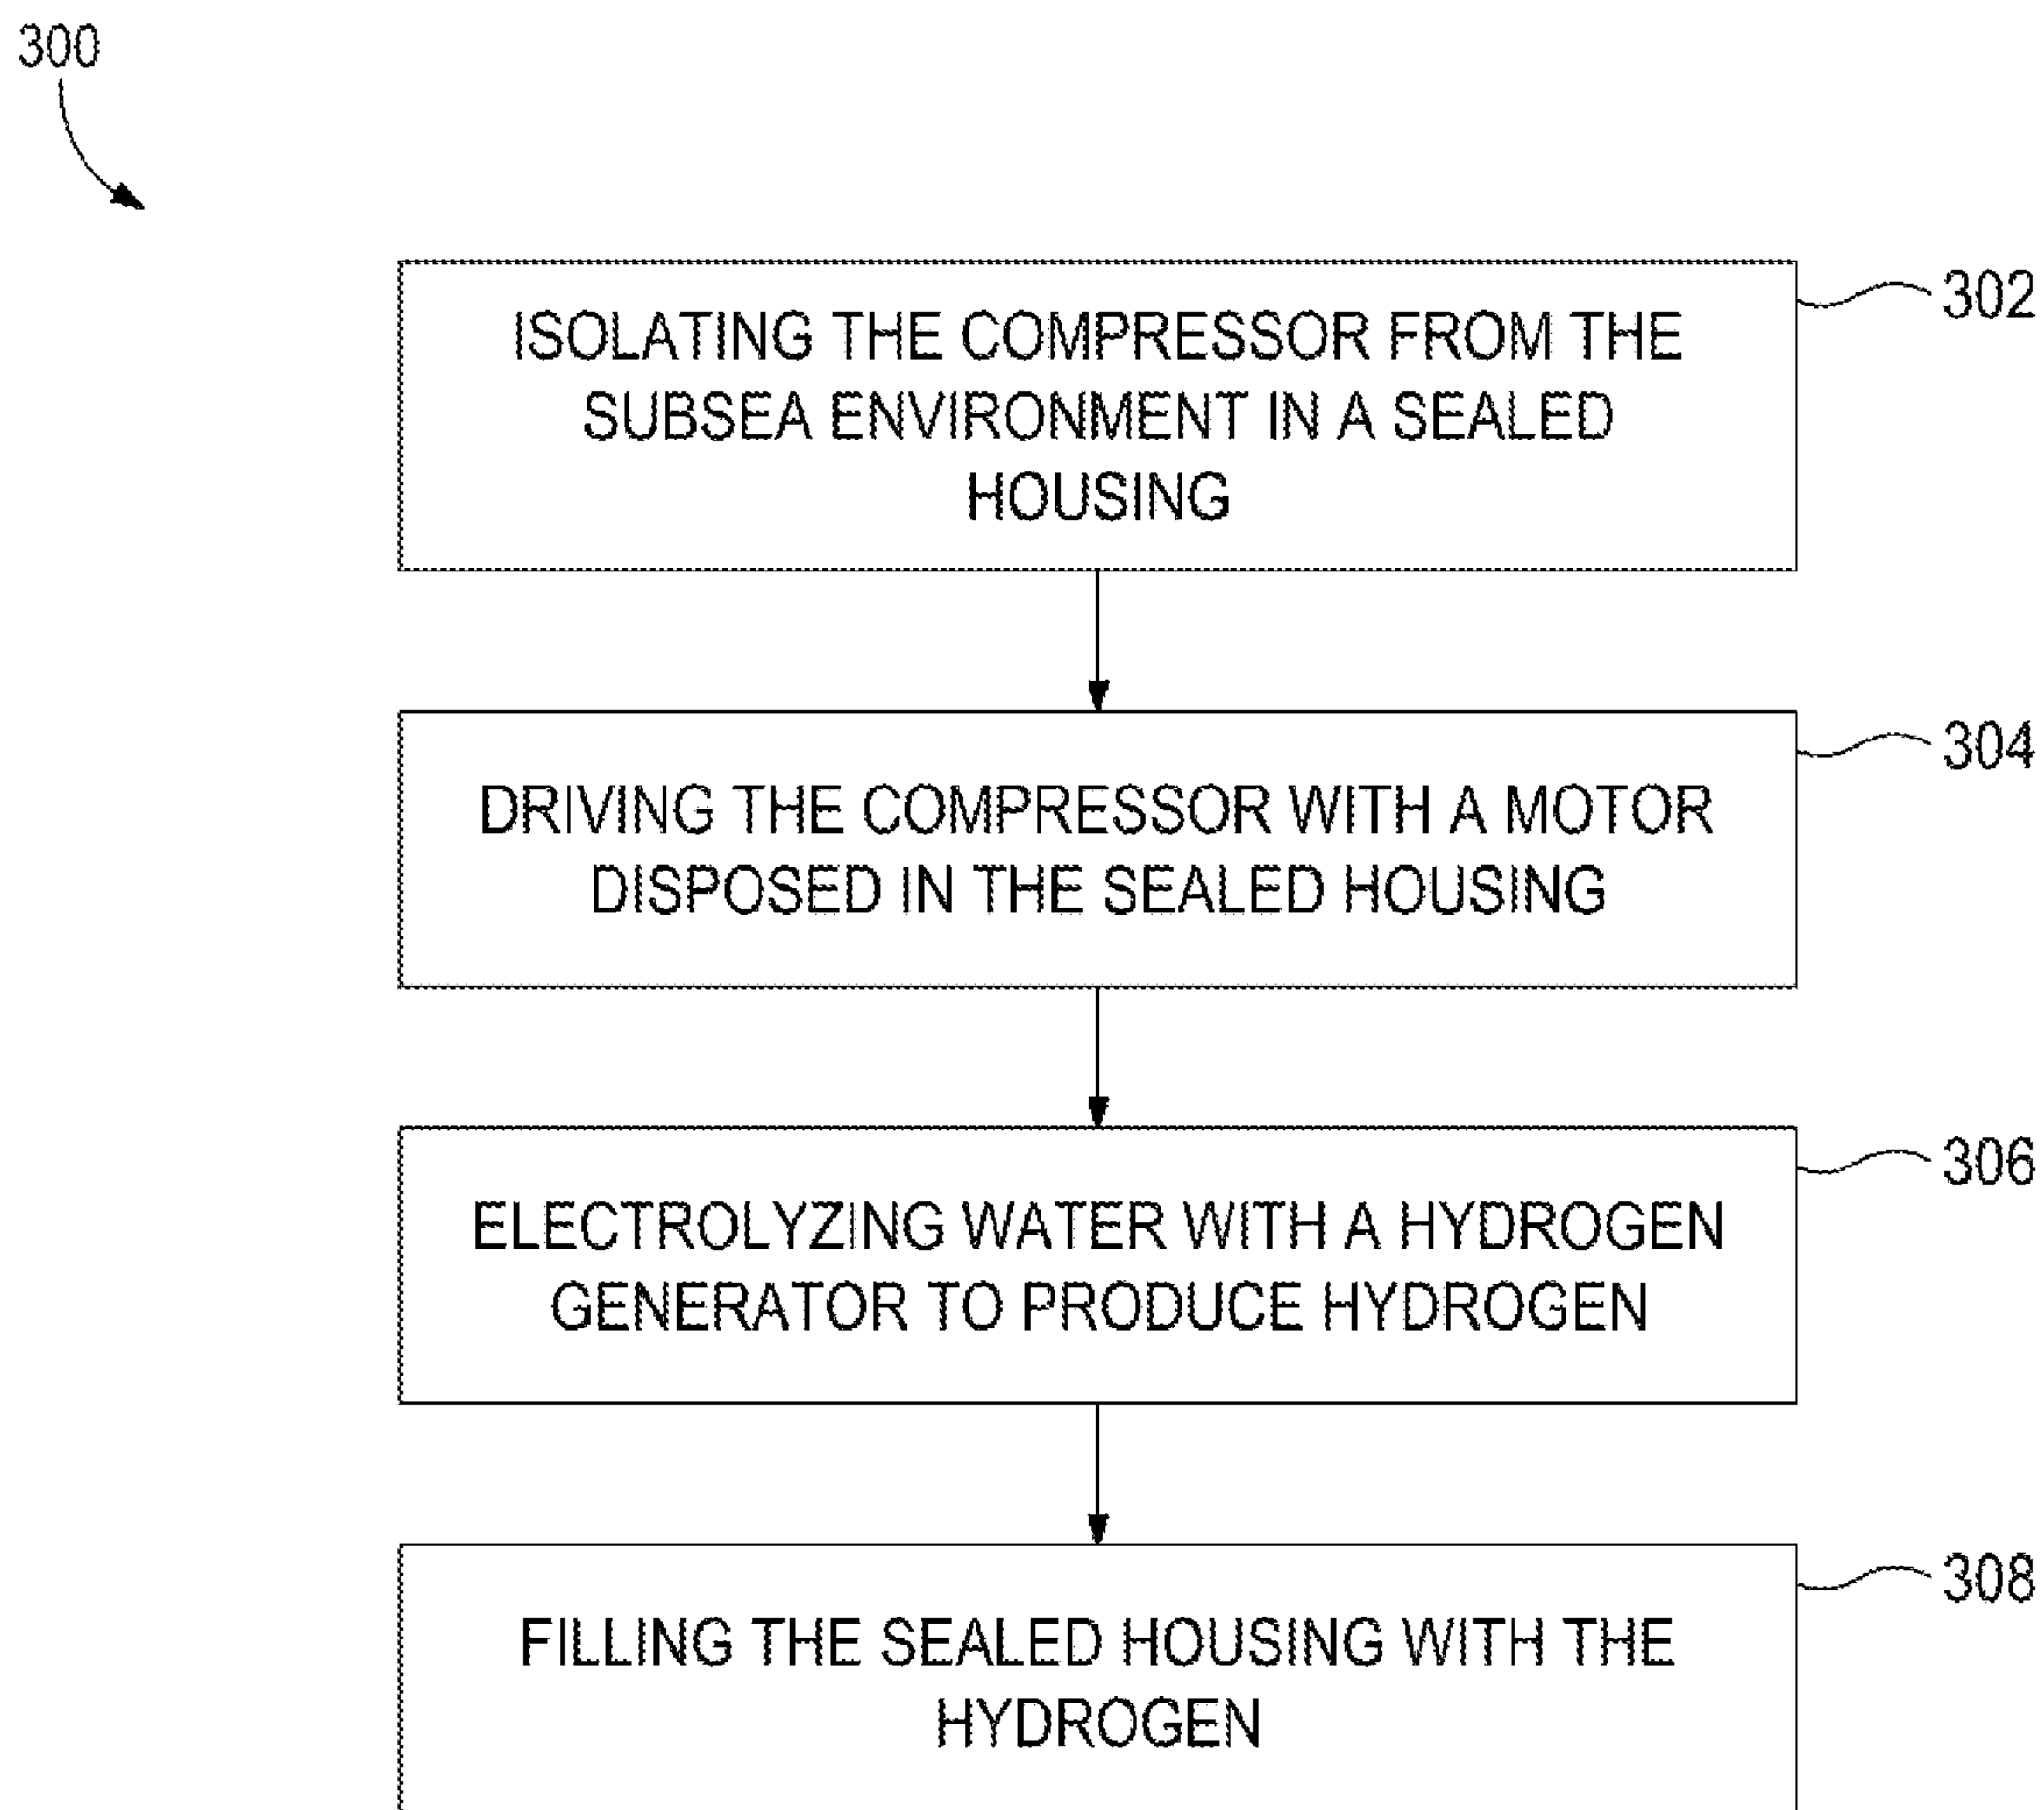 300
302
ISOLATING THE COMPRESSOR FROM THE
SUBSEA ENVIRONMENT IN A SEALED
HOUSING
304
DRIVING THE COMPRESSOR WITH A MOTOR
DISPOSED IN THE SEALED HOUSING
306
ELECTROLYZING WATER WITH A HYDROGEN
GENERATOR TO PRODUCE HYDROGEN
308
FILLING THE SEALED HOUSING WITH THE
HYDROGEN